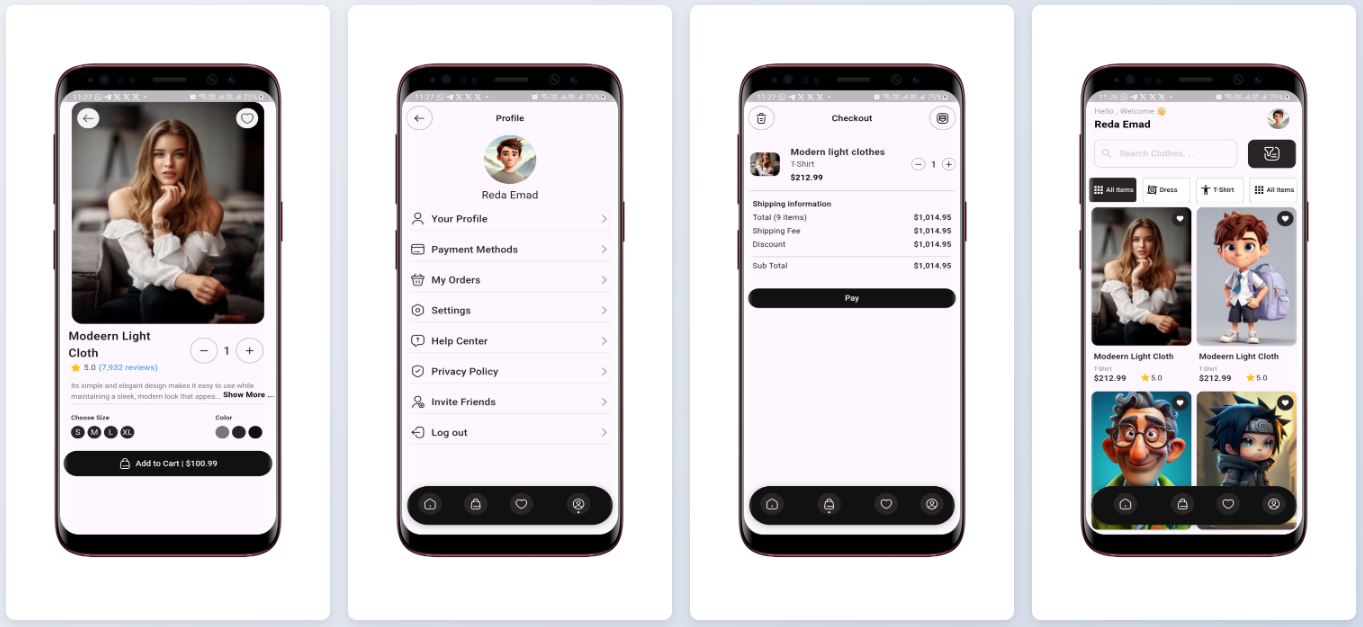 11:27
75%
Modeern Light
Cloth
1
5.0 (7,932 reviews)
Its simple and elegant design makes it easy to use while
maintaining a sleek, modern look that appea... Show More ...
Choose Size
Color
S M L XL
Add to Cart | $100.99
11:27
75%
Profile
Reda Emad
Your Profile
Payment Methods
My Orders
Settings
Help Center
Privacy Policy
Invite Friends
Log out
11:27
75%
Checkout
Modern light clothes
T-Shirt
$212.99
1
Shipping information
Total (9 items) $1,014.95
Shipping Fee $1,014.95
Discount $1,014.95
Sub Total $1,014.95
Pay
11:26
75%
Hello , Welcome 👋
Reda Emad
Search Clothes. . .
All Items
Dress
T-Shirt
All Items
Modeern Light Cloth
T-Shirt
$212.99 5.0
Modeern Light Cloth
T-Shirt
$212.99 5.0